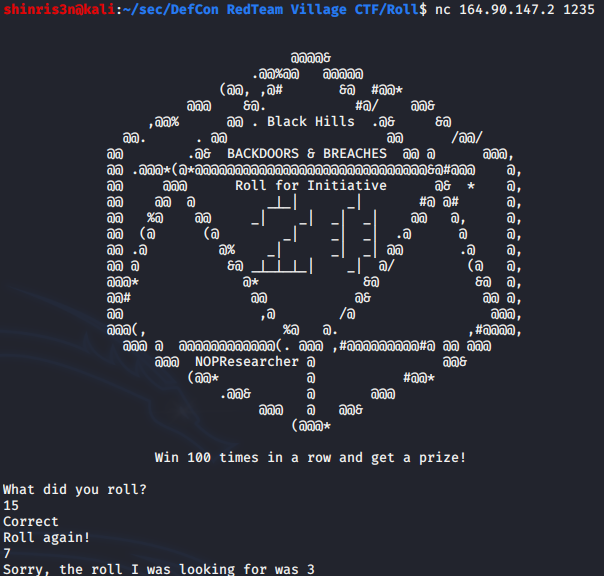 shinris3n@kali:~/sec/DefCon RedTeam Village CTF/Roll$ nc 164.90.147.2 1235
Black Hills
BACKDOORS & BREACHES
Roll for Initiative
20
NOPResearcher
Win 100 times in a row and get a prize!
What did you roll?
15
Correct
Roll again!
7
Sorry, the roll I was looking for was 3